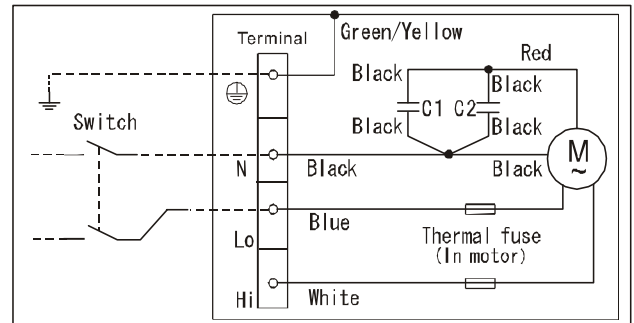 Terminal
Green/Yellow
Red
Black
Black
C1
C2
Black
Black
Switch
N
Black
Black
M
~
Lo
Blue
Thermal fuse
(In motor)
Hi
White